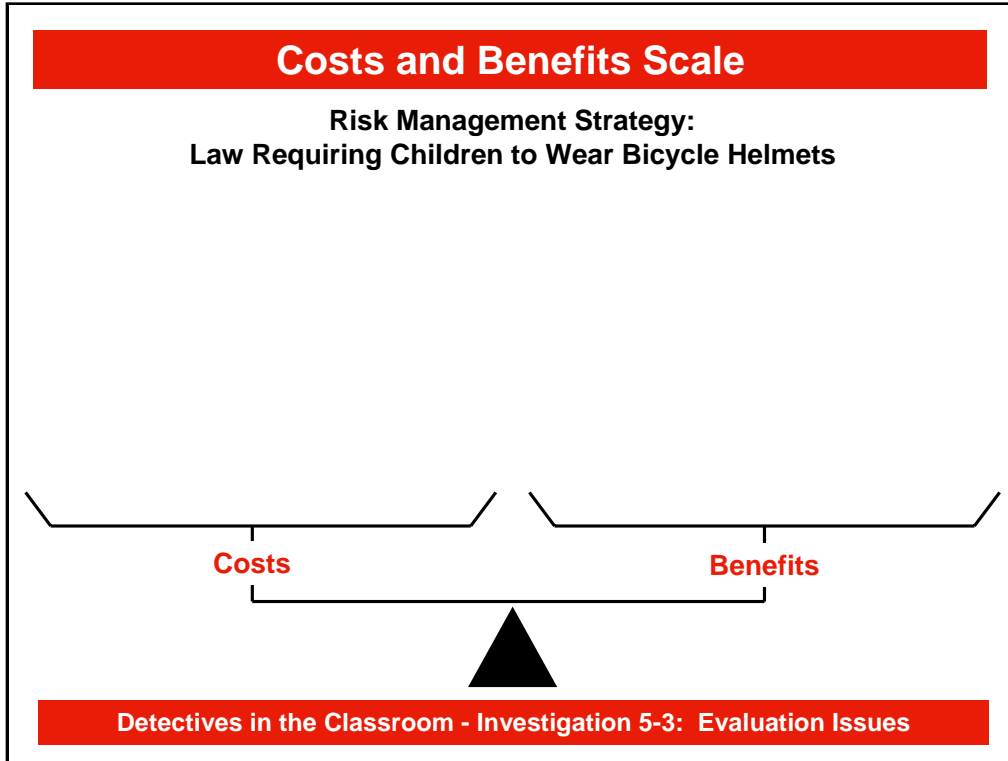 Costs and Benefits Scale
Risk Management Strategy:
Law Requiring Children to Wear Bicycle Helmets
Costs
Benefits
Detectives in the Classroom - Investigation 5-3:  Evaluation Issues